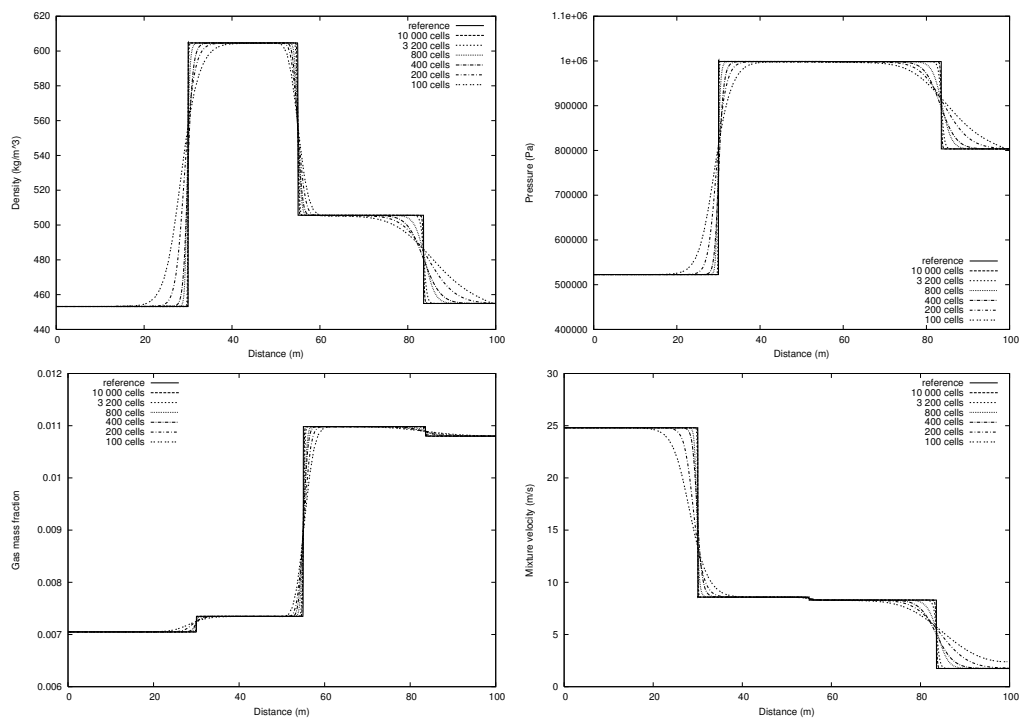 620
600
580
560
540
520
500
480
460
440
0 20 40 60 80 100
Density (kg/m^3)
Distance (m)
reference
10 000 cells
3 200 cells
800 cells
400 cells
200 cells
100 cells
1.1e+06
1e+06
900000
800000
700000
600000
500000
400000
0 20 40 60 80 100
Pressure (Pa)
Distance (m)
reference
10 000 cells
3 200 cells
800 cells
400 cells
200 cells
100 cells
0.012
0.011
0.01
0.009
0.008
0.007
0.006
0 20 40 60 80 100
Gas mass fraction
Distance (m)
reference
10 000 cells
3 200 cells
800 cells
400 cells
200 cells
100 cells
30
25
20
15
10
5
0
0 20 40 60 80 100
Mixture velocity (m/s)
Distance (m)
reference
10 000 cells
3 200 cells
800 cells
400 cells
200 cells
100 cells